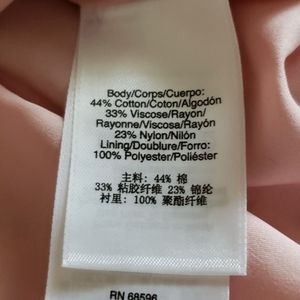 Body/Corps/Cuerpo:
44% Cotton/Coton/Algodón
33% Viscose/Rayon/
Rayonne/Viscosa/Rayón
23% Nylon/Nilón
Lining/Doublure/Forro:
100% Polyester/Poliéster
主料: 44% 棉
33% 粘胶纤维 23% 锦纶
衬里: 100% 聚酯纤维
RN 68596